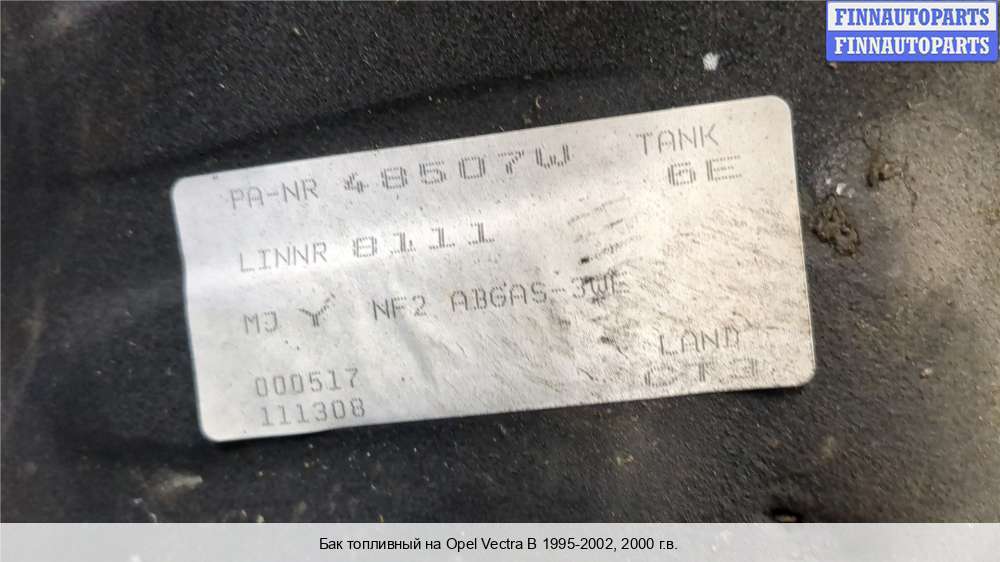 FINNAUTOPARTS
FINNAUTOPARTS
PA-NR 48507W
TANK
6E
LINNR 8111
MJ Y NF2 ABGAS-3WE
LAND
000517
111308
Бак топливный на Opel Vectra B 1995-2002, 2000 г.в.